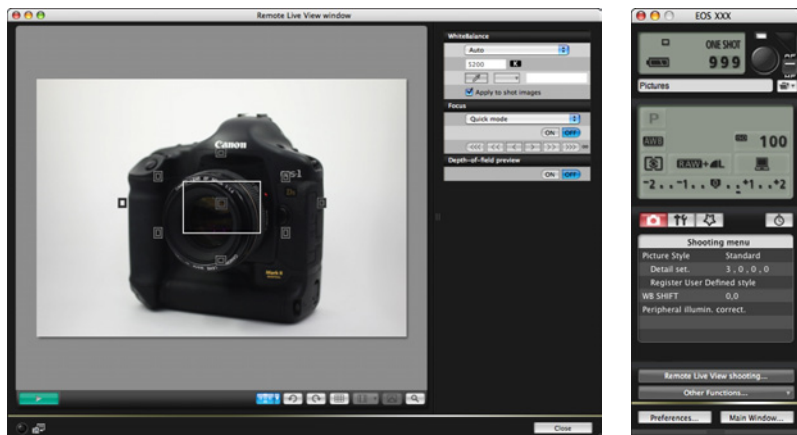 Remote Live View window
WhiteBalance
Auto
5200 K
Apply to shot images
Focus
Quick mode
ON OFF
Depth-of-field preview
ON OFF
Canon
Mark II
Close
EOS XXX
ONE SHOT
999
Pictures
P
AWB
100
RAW+L
-2..-1..0..+1..+2
Shooting menu
Picture Style Standard
Detail set. 3,0,0,0
Register User Defined style
WB SHIFT 0,0
Peripheral illumin. correct.
Remote Live View shooting...
Other Functions...
Preferences... Main Window...